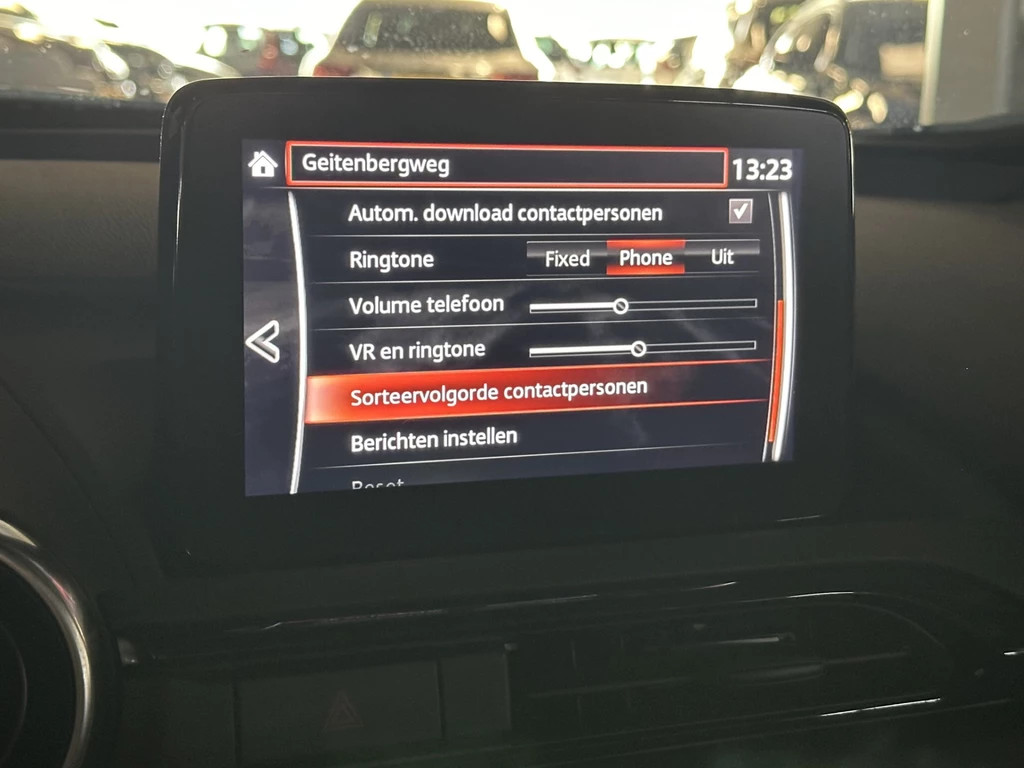 Geitenbergweg 13:23
Autom. download contactpersonen
Ringtone Fixed Phone Uit
Volume telefoon
VR en ringtone
Sorteervolgorde contactpersonen
Berichten instellen
Reset